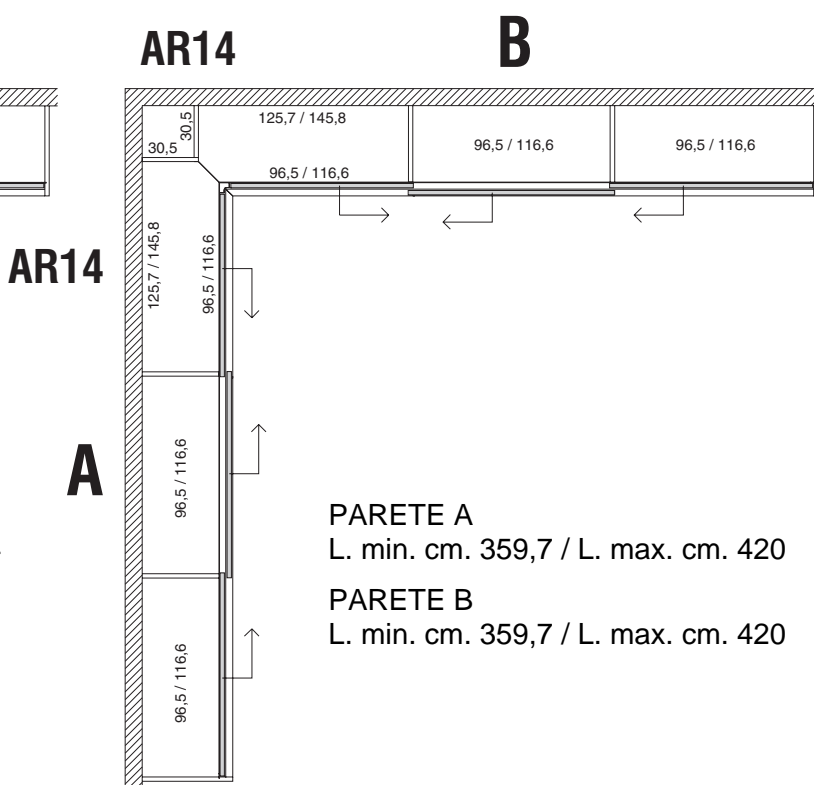 AR14
B
30,5
30,5
125,7 / 145,8
96,5 / 116,6
96,5 / 116,6
96,5 / 116,6
AR14
125,7 / 145,8
96,5 / 116,6
A
96,5 / 116,6
96,5 / 116,6
PARETE A
L. min. cm. 359,7 / L. max. cm. 420
PARETE B
L. min. cm. 359,7 / L. max. cm. 420